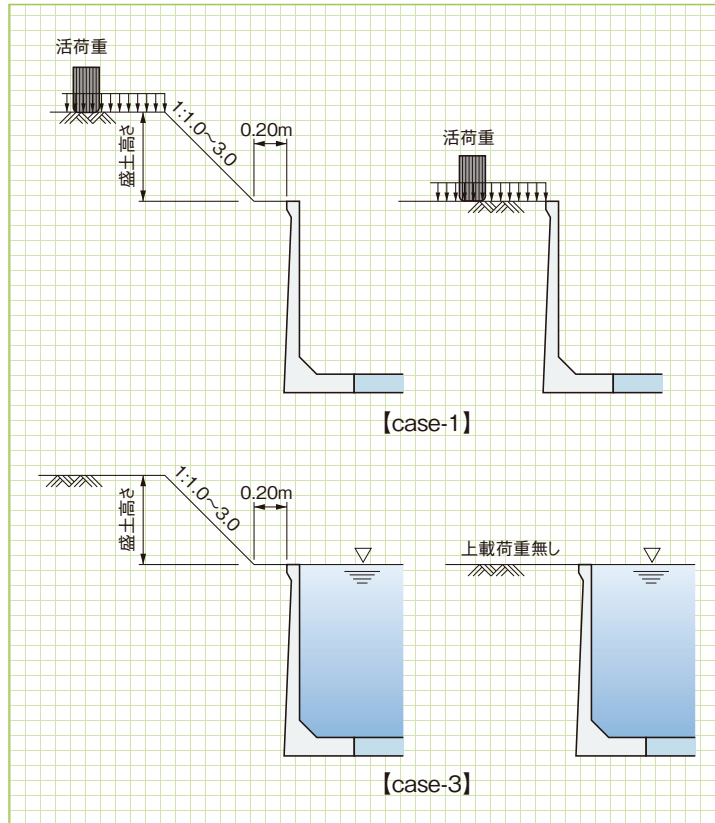 活荷重
1:1.0～3.0
0.20m
盛土高さ
活荷重
【case-1】
1:1.0～3.0
0.20m
盛土高さ
上載荷重無し
【case-3】